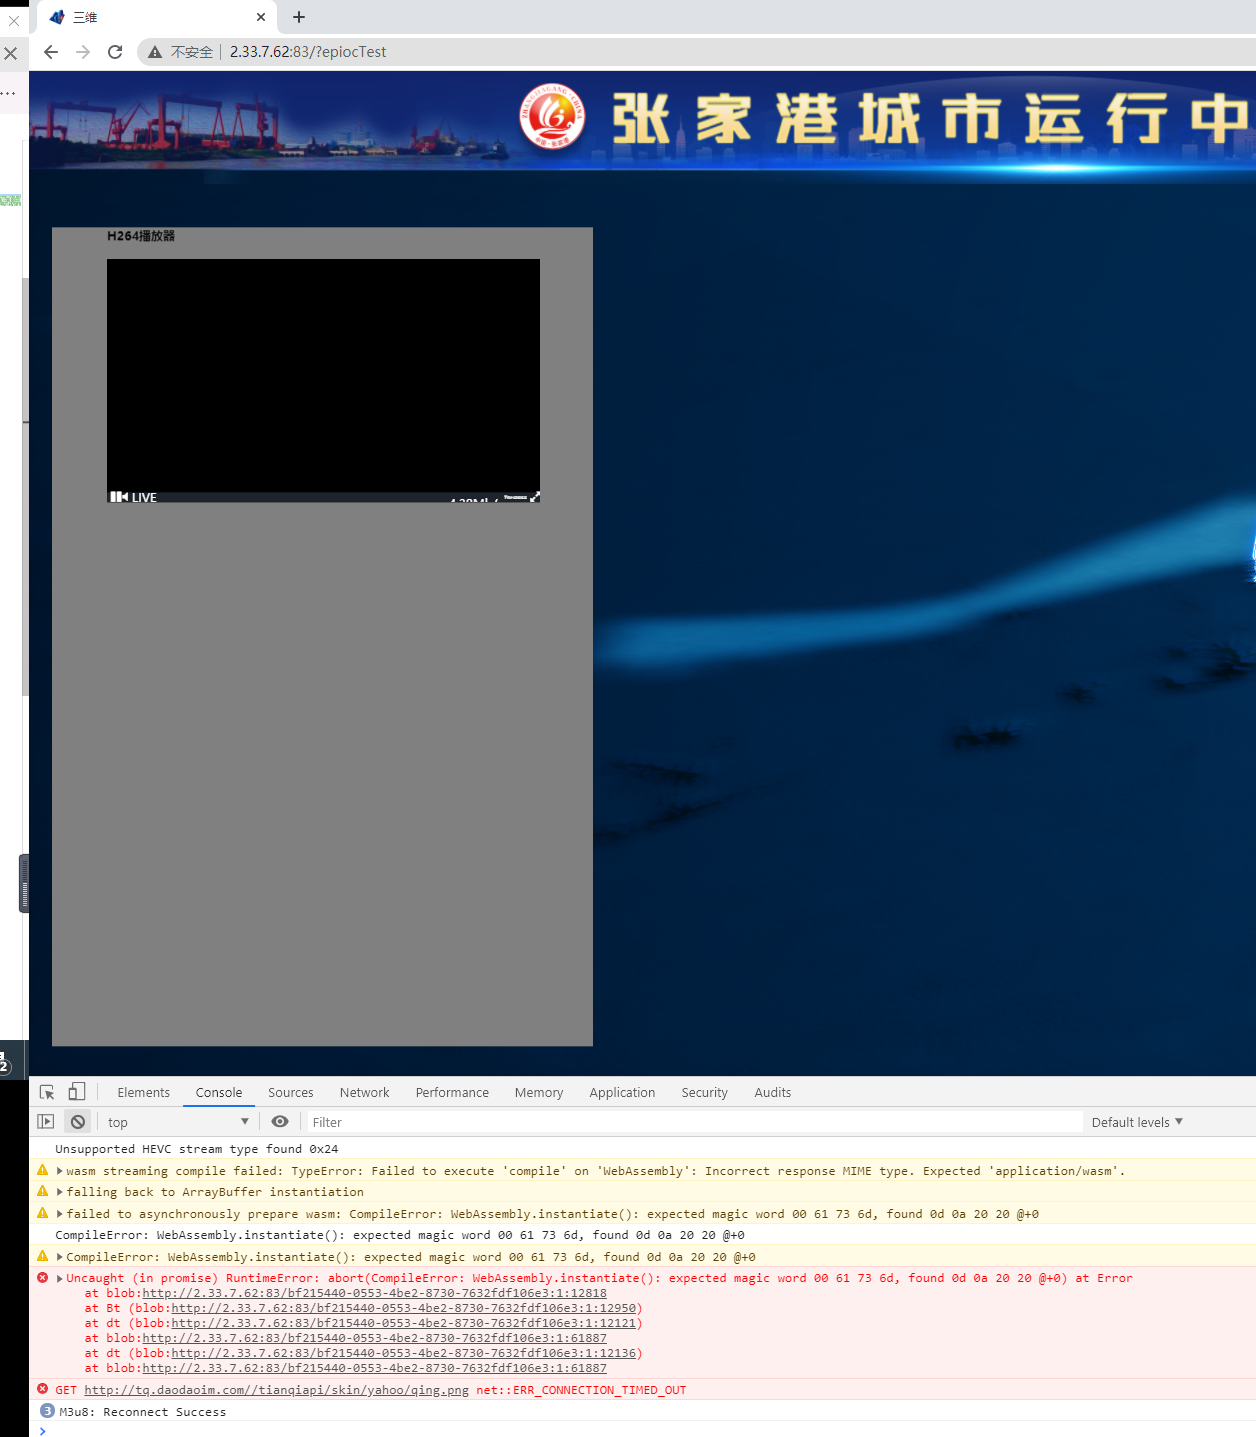 三维
不安全 2.33.7.62:83/?epiocTest
张家港城市运行中
H264播放器
LIVE
2
Elements Console Sources Network Performance Memory Application Security Audits
top Filter Default levels
Unsupported HEVC stream type found 0x24
wasm streaming compile failed: TypeError: Failed to execute 'compile' on 'WebAssembly': Incorrect response MIME type. Expected 'application/wasm'.
falling back to ArrayBuffer instantiation
failed to asynchronously prepare wasm: CompileError: WebAssembly.instantiate(): expected magic word 00 61 73 6d, found 0d 0a 20 20 @+0
CompileError: WebAssembly.instantiate(): expected magic word 00 61 73 6d, found 0d 0a 20 20 @+0
CompileError: WebAssembly.instantiate(): expected magic word 00 61 73 6d, found 0d 0a 20 20 @+0
Uncaught (in promise) RuntimeError: abort(CompileError: WebAssembly.instantiate(): expected magic word 00 61 73 6d, found 0d 0a 20 20 @+0) at Error
at blob:http://2.33.7.62:83/bf215440-0553-4be2-8730-7632fdf106e3:1:12818
at Bt (blob:http://2.33.7.62:83/bf215440-0553-4be2-8730-7632fdf106e3:1:12950)
at dt (blob:http://2.33.7.62:83/bf215440-0553-4be2-8730-7632fdf106e3:1:12121)
at blob:http://2.33.7.62:83/bf215440-0553-4be2-8730-7632fdf106e3:1:61887
at dt (blob:http://2.33.7.62:83/bf215440-0553-4be2-8730-7632fdf106e3:1:12136)
at blob:http://2.33.7.62:83/bf215440-0553-4be2-8730-7632fdf106e3:1:61887
GET http://tq.daodaoim.com//tianqiapi/skin/yahoo/qing.png net::ERR_CONNECTION_TIMED_OUT
3 M3u8: Reconnect Success